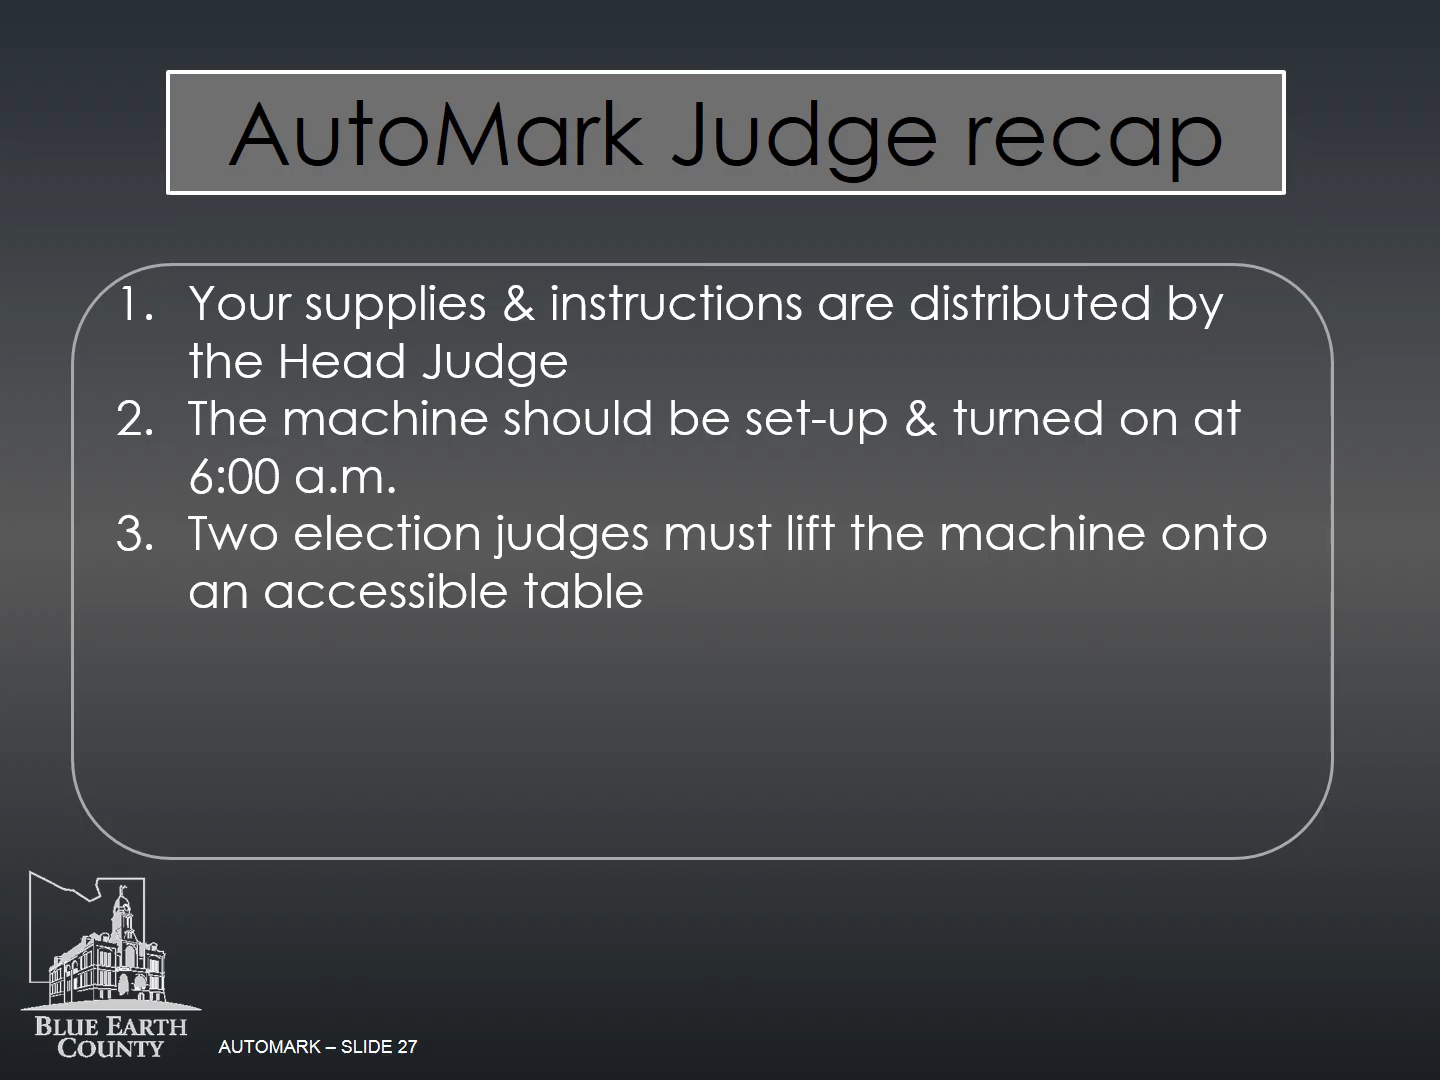 AutoMark Judge recap
1. Your supplies & instructions are distributed by
the Head Judge
2. The machine should be set-up & turned on at
6:00 a.m.
3. Two election judges must lift the machine onto
an accessible table
BLUE EARTH
COUNTY
AUTOMARK – SLIDE 27